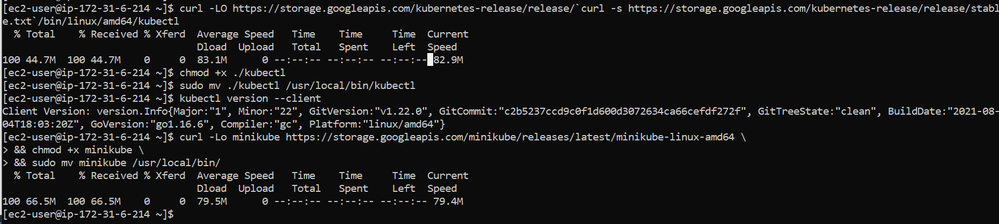 [ec2-user@ip-172-31-6-214 ~]$ curl -LO https://storage.googleapis.com/kubernetes-release/release/`curl -s https://storage.googleapis.com/kubernetes-release/release/stabl
e.txt`/bin/linux/amd64/kubectl
  % Total    % Received % Xferd  Average Speed   Time    Time     Time  Current
                                 Dload  Upload   Total   Spent    Left  Speed
100 44.7M  100 44.7M    0     0  83.1M      0 --:--:-- --:--:-- --:--:-- 82.9M
[ec2-user@ip-172-31-6-214 ~]$ chmod +x ./kubectl
[ec2-user@ip-172-31-6-214 ~]$ sudo mv ./kubectl /usr/local/bin/kubectl
[ec2-user@ip-172-31-6-214 ~]$ kubectl version --client
Client Version: version.Info{Major:"1", Minor:"22", GitVersion:"v1.22.0", GitCommit:"c2b5237ccd9c0f1d600d3072634ca66cefdf272f", GitTreeState:"clean", BuildDate:"2021-08-
04T18:03:20Z", GoVersion:"go1.16.6", Compiler:"gc", Platform:"linux/amd64"}
[ec2-user@ip-172-31-6-214 ~]$ curl -Lo minikube https://storage.googleapis.com/minikube/releases/latest/minikube-linux-amd64 \
> && chmod +x minikube \
> && sudo mv minikube /usr/local/bin/
  % Total    % Received % Xferd  Average Speed   Time    Time     Time  Current
                                 Dload  Upload   Total   Spent    Left  Speed
100 66.5M  100 66.5M    0     0  79.5M      0 --:--:-- --:--:-- --:--:-- 79.4M
[ec2-user@ip-172-31-6-214 ~]$